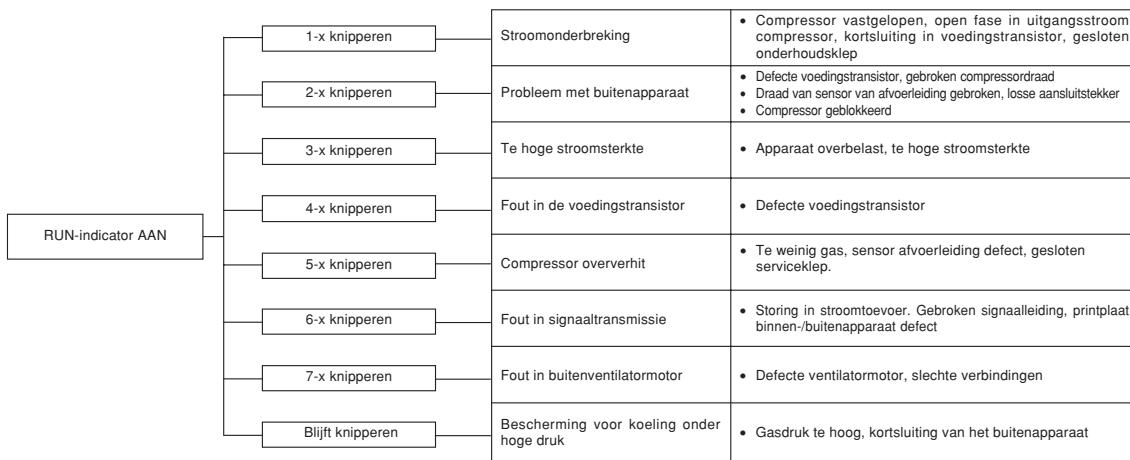 1-x knipperen
Stroomonderbreking
• Compressor vastgelopen, open fase in uitgangsstroom
compressor, kortsluiting in voedingstransistor, gesloten
onderhoudsklep
2-x knipperen
Probleem met buitenapparaat
• Defecte voedingstransistor, gebroken compressordraad
• Draad van sensor van afvoerleiding gebroken, losse aansluitstekker
• Compressor geblokkeerd
3-x knipperen
Te hoge stroomsterkte
• Apparaat overbelast, te hoge stroomsterkte
4-x knipperen
Fout in de voedingstransistor
• Defecte voedingstransistor
RUN-indicator AAN
5-x knipperen
Compressor oververhit
• Te weinig gas, sensor afvoerleiding defect, gesloten
serviceklep.
6-x knipperen
Fout in signaaltransmissie
• Storing in stroomtoevoer. Gebroken signaalleiding, printplaat
binnen-/buitenapparaat defect
7-x knipperen
Fout in buitenventilatormotor
• Defecte ventilatormotor, slechte verbindingen
Blijft knipperen
Bescherming voor koeling onder
hoge druk
• Gasdruk te hoog, kortsluiting van het buitenapparaat